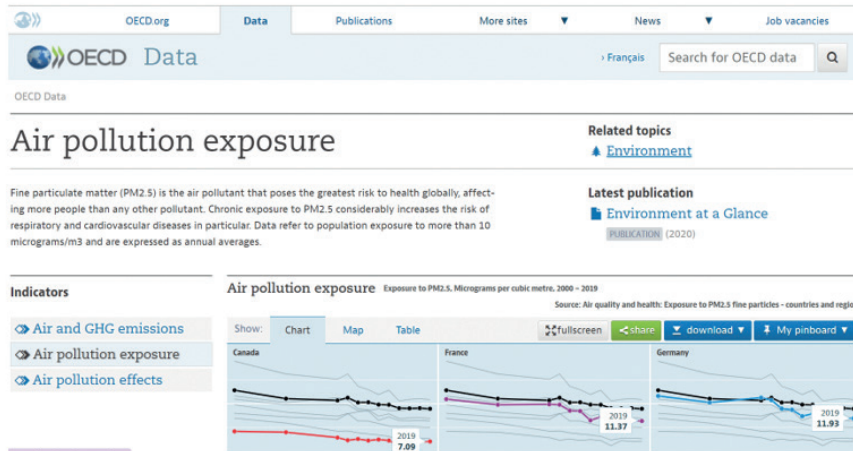 OECD.org Data Publications More sites ▼ News ▼ Job vacancies
OECD Data
› Français Search for OECD data
OECD Data
Air pollution exposure
Related topics
Environment
Fine particulate matter (PM2.5) is the air pollutant that poses the greatest risk to health globally, affect-
ing more people than any other pollutant. Chronic exposure to PM2.5 considerably increases the risk of
respiratory and cardiovascular diseases in particular. Data refer to population exposure to more than 10
micrograms/m3 and are expressed as annual averages.
Latest publication
Environment at a Glance
PUBLICATION (2020)
Indicators
Air and GHG emissions
Air pollution exposure
Air pollution effects
Air pollution exposure Exposure to PM2.5, Micrograms per cubic metre, 2000 – 2019
Source: Air quality and health: Exposure to PM2.5 fine particles - countries and regio
Show: Chart Map Table fullscreen share download ▼ My pinboard ▼
Canada
2019
7.09
France
2019
11.37
Germany
2019
11.93